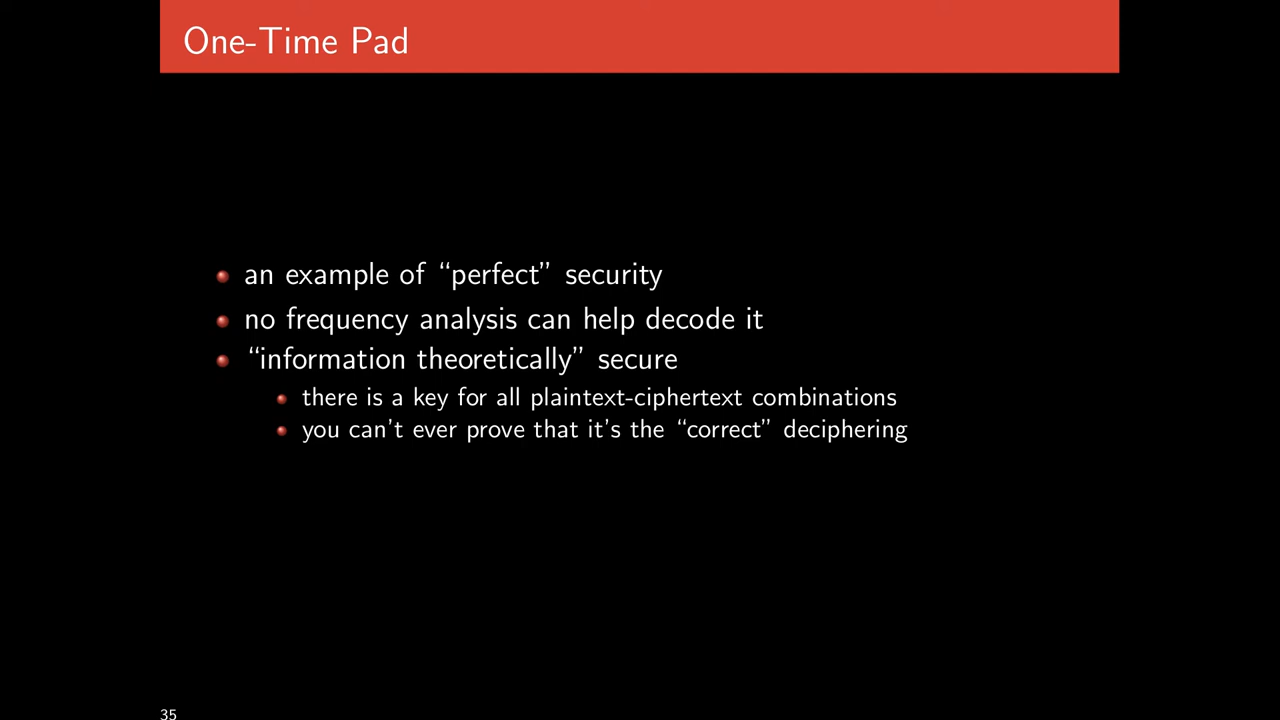 One-Time Pad
an example of “perfect” security
no frequency analysis can help decode it
“information theoretically” secure
there is a key for all plaintext-ciphertext combinations
you can’t ever prove that it’s the “correct” deciphering
35